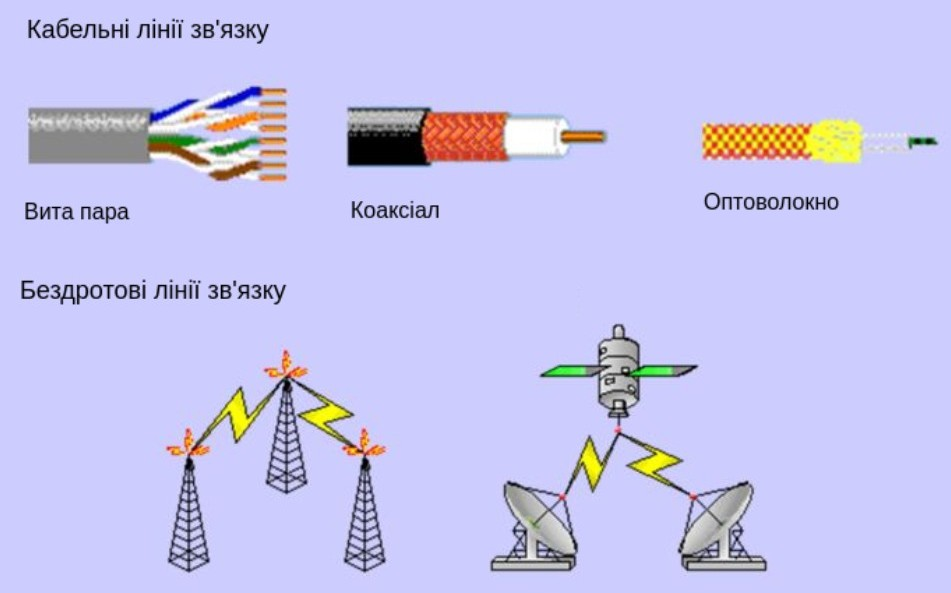 Кабельні лінії зв'язку
Вита пара
Коаксіал
Оптоволокно
Бездротові лінії зв'язку